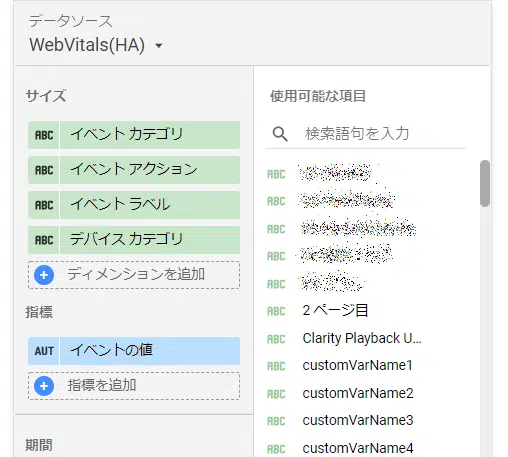 データソース
WebVitals(HA)
サイズ
ABC イベント カテゴリ
ABC イベント アクション
ABC イベント ラベル
ABC デバイス カテゴリ
ディメンションを追加
指標
AUT イベントの値
指標を追加
期間
使用可能な項目
検索語句を入力
ABC
ABC
ABC
ABC
ABC
ABC 2 ページ目
ABC Clarity Playback U...
ABC customVarName1
ABC customVarName2
ABC customVarName3
ABC customVarName4